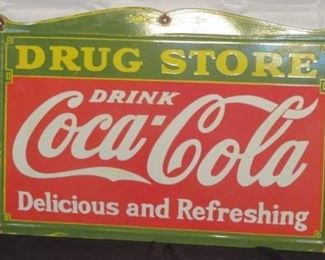 DRUG STORE
DRINK
Coca-Cola
Delicious and Refreshing